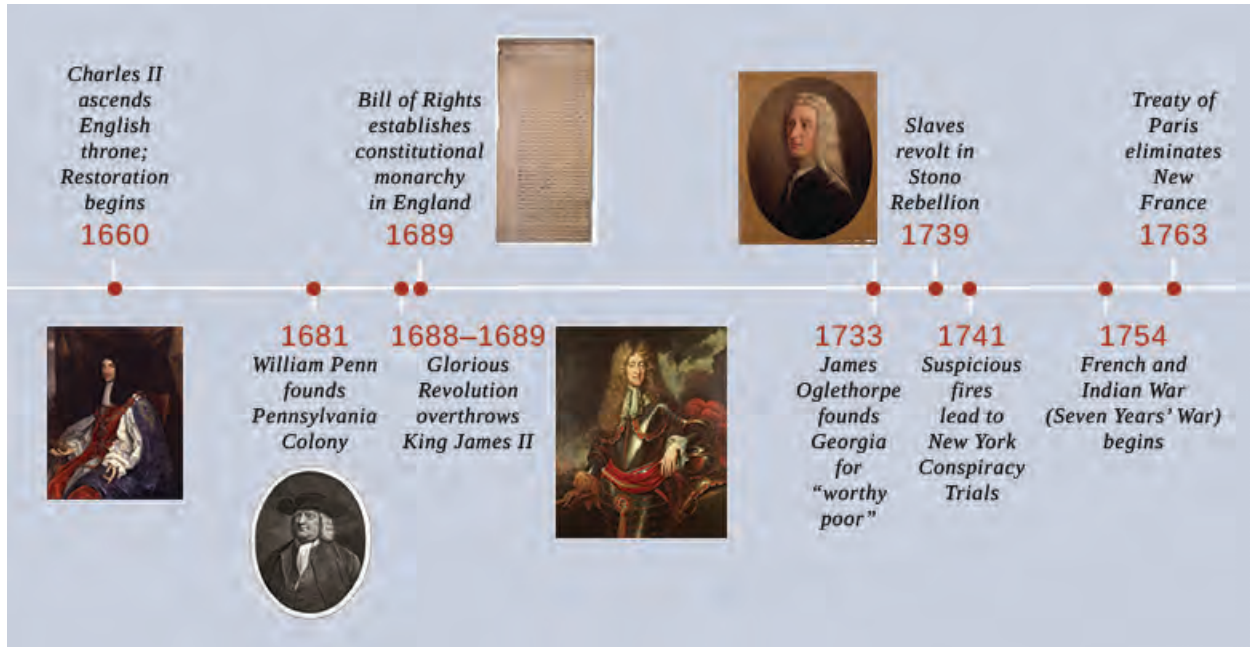 Charles II
ascends
English
throne;
Restoration
begins
1660
Bill of Rights
establishes
constitutional
monarchy
in England
1689
Slaves
revolt in
Stono
Rebellion
1739
Treaty of
Paris
eliminates
New
France
1763
1681
William Penn
founds
Pennsylvania
Colony
1688–1689
Glorious
Revolution
overthrows
King James II
1733
James
Oglethorpe
founds
Georgia
for
“worthy
poor”
1741
Suspicious
fires
lead to
New York
Conspiracy
Trials
1754
French and
Indian War
(Seven Years’ War)
begins